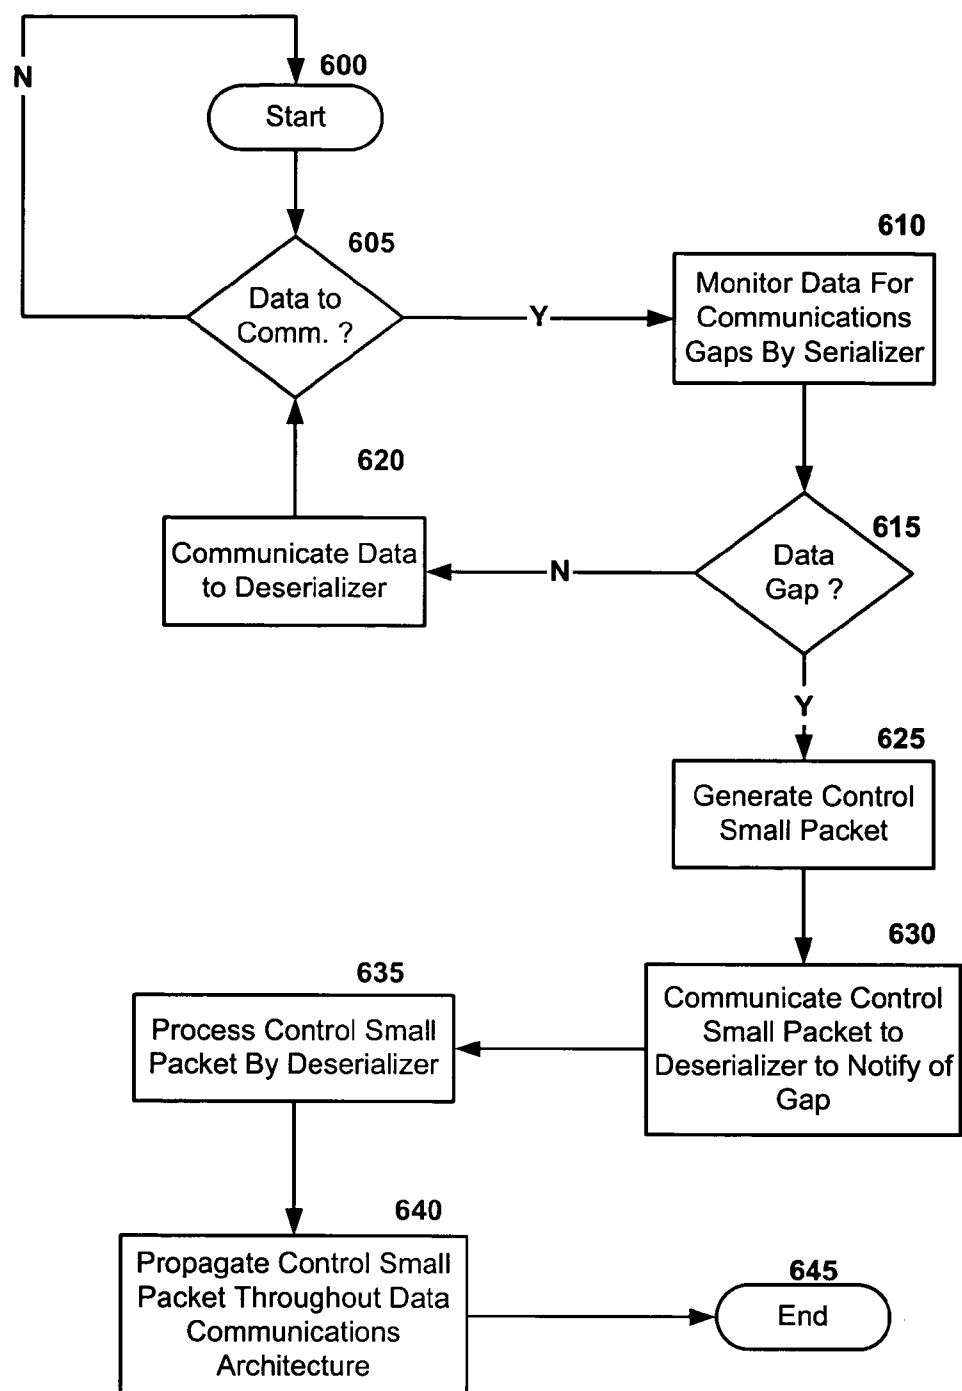 N
600
Start
605
Data to
Comm. ?
Y
610
Monitor Data For
Communications
Gaps By Serializer
615
Data
Gap ?
N
620
Communicate Data
to Deserializer
Y
625
Generate Control
Small Packet
630
Communicate Control
Small Packet to
Deserializer to Notify of
Gap
635
Process Control Small
Packet By Deserializer
640
Propagate Control Small
Packet Throughout Data
Communications
Architecture
645
End